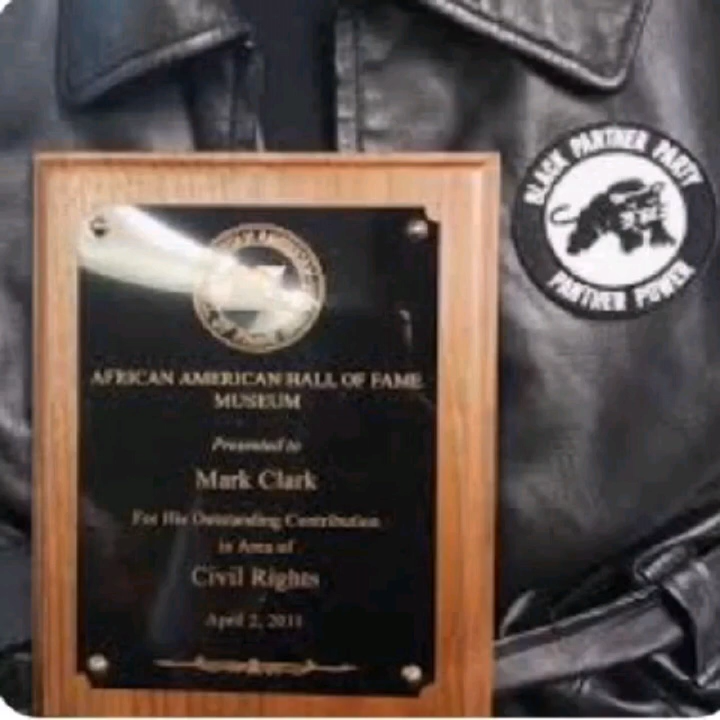 BLACK PANTHER PARTY
PANTHER POWER
AFRICAN AMERICAN HALL OF FAME
MUSEUM
Presented to
Mark Clark
For His Outstanding Contribution
in Area of
Civil Rights
April 2, 2011